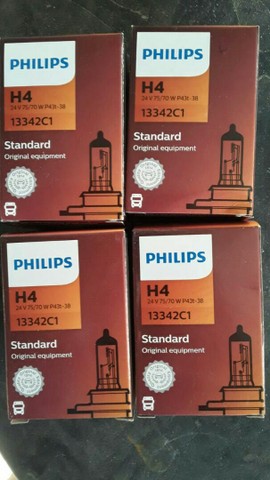 PHILIPS
H4
24 V 75/70 W P43t-38
13342C1
Standard
Original equipment
PHILIPS
H4
24 V 75/70 W P43t-38
13342C1
Standard
Original equipment
PHILIPS
H4
24 V 75/70 W P43t-38
13342C1
Standard
Original equipment
PHILIPS
H4
24 V 75/70 W P43t-38
13342C1
Standard
Original equipment